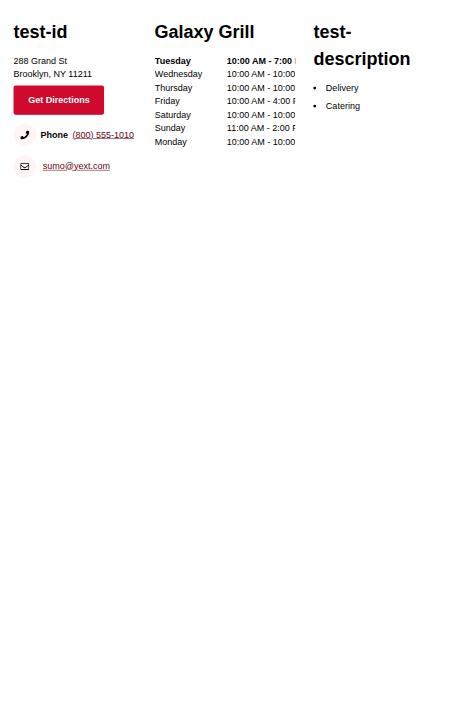 test-id
288 Grand St
Brooklyn, NY 11211
Get Directions
Phone (800) 555-1010
sumo@yext.com
Galaxy Grill
Tuesday 10:00 AM - 7:00
Wednesday 10:00 AM - 10:00
Thursday 10:00 AM - 10:00
Friday 10:00 AM - 4:00
Saturday 10:00 AM - 10:00
Sunday 11:00 AM - 2:00
Monday 10:00 AM - 10:00
test-
description
• Delivery
• Catering